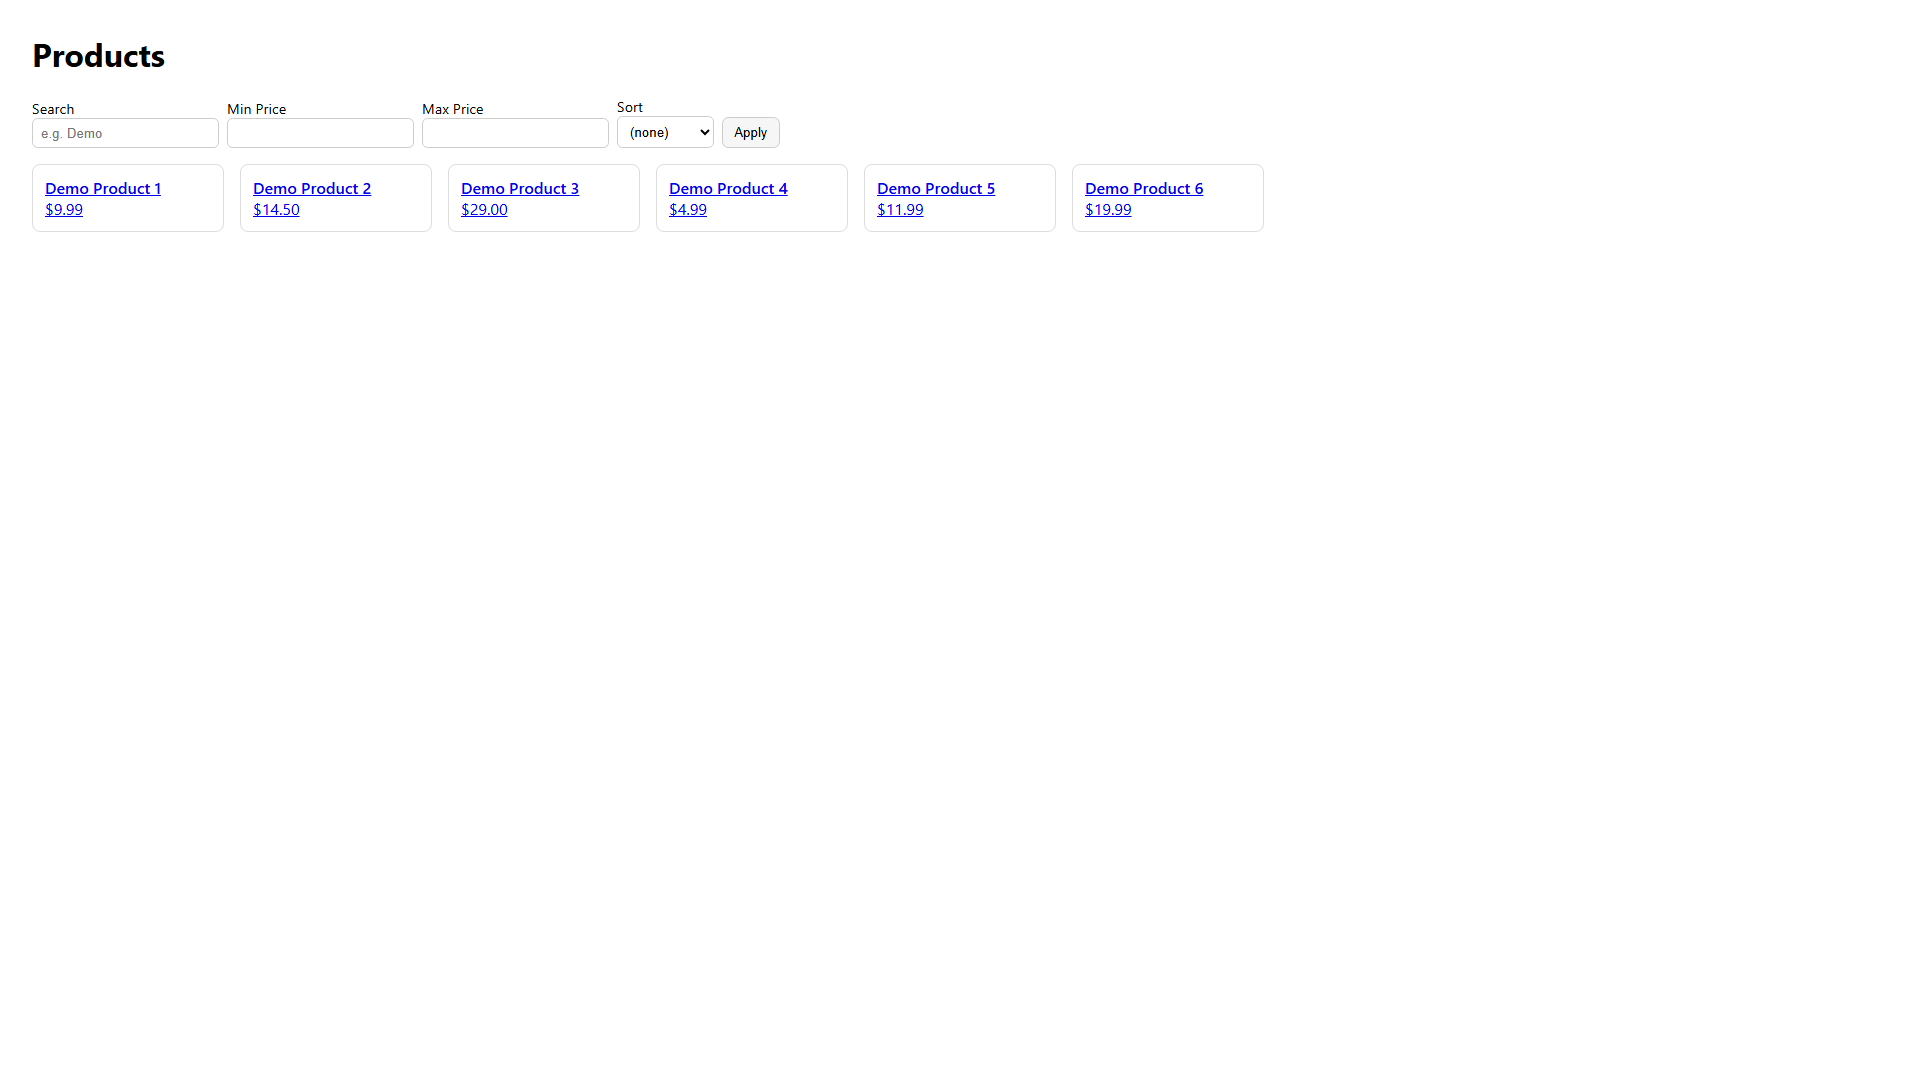 Products
Search
Min Price
Max Price
Sort
e.g. Demo
(none)
Apply
Demo Product 1
$9.99
Demo Product 2
$14.50
Demo Product 3
$29.00
Demo Product 4
$4.99
Demo Product 5
$11.99
Demo Product 6
$19.99